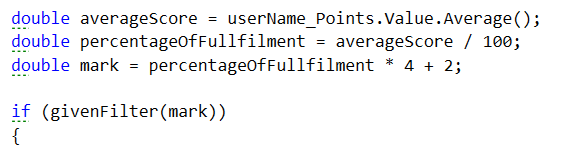 double averageScore = userName_Points.Value.Average();
double percentageOfFullfilment = averageScore / 100;
double mark = percentageOfFullfilment * 4 + 2;
if (givenFilter(mark))
{